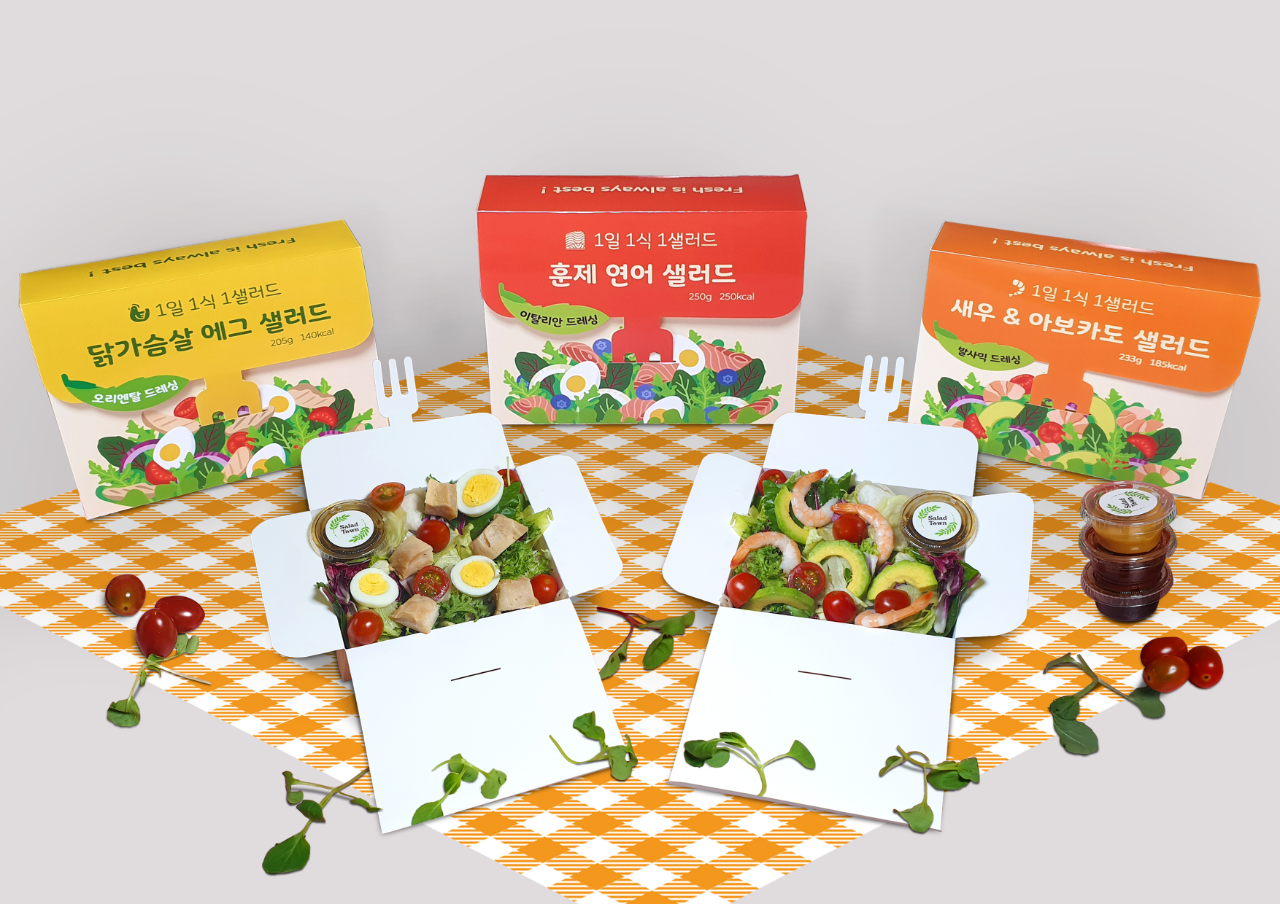 Fresh is always best !
1일 1식 1샐러드
닭가슴살 에그 샐러드
205g 140kcal
오리엔탈 드레싱
Fresh is always best !
1일 1식 1샐러드
훈제 연어 샐러드
250g 250kcal
이탈리안 드레싱
Fresh is always best !
1일 1식 1샐러드
새우 & 아보카도 샐러드
233g 185kcal
발사믹 드레싱
Salad
Town
Salad
Town
Salad
Town